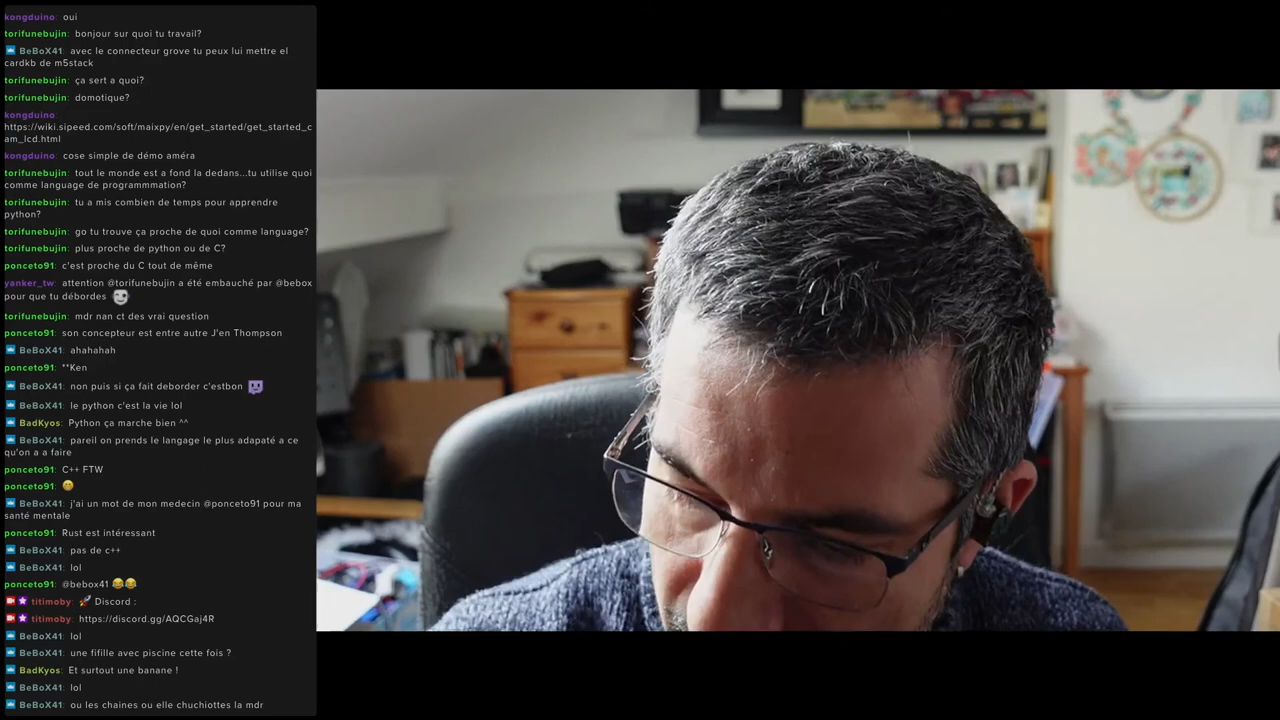 kongduino: oui
torifunebujin: bonjour sur quoi tu travail?
BeBoX41: avec le connecteur grove tu peux lui mettre el
cardkb de m5stack
torifunebujin: ça sert a quoi?
torifunebujin: domotique?
kongduino:
https://wiki.sipeed.com/soft/maixpy/en/get_started/get_started_c
am_lcd.html
kongduino: cose simple de démo améra
torifunebujin: tout le monde est a fond la dedans...tu utilise quoi
comme language de programmmation?
torifunebujin: tu a mis combien de temps pour apprendre
python?
torifunebujin: go tu trouve ça proche de quoi comme language?
torifunebujin: plus proche de python ou de C?
ponceto91: c'est proche du C tout de même
yanker_tw: attention @torifunebujin a été embauché par @bebox
pour que tu débordes
torifunebujin: mdr nan ct des vrai question
ponceto91: son concepteur est entre autre J'en Thompson
BeBoX41: ahahahah
ponceto91: **Ken
BeBoX41: non puis si ça fait deborder c'estbon
BeBoX41: le python c'est la vie lol
BadKyos: Python ça marche bien ^^
BeBoX41: pareil on prends le langage le plus adapaté a ce
qu'on a a faire
ponceto91: C++ FTW
ponceto91: 😁
BeBoX41: j'ai un mot de mon medecin @ponceto91 pour ma
santé mentale
ponceto91: Rust est intéressant
BeBoX41: pas de c++
BeBoX41: lol
ponceto91: @bebox41 😂😂
titimoby: 🚀 Discord :
titimoby: https://discord.gg/AQCGaj4R
BeBoX41: lol
BeBoX41: une fifille avec piscine cette fois ?
BadKyos: Et surtout une banane !
BeBoX41: lol
BeBoX41: ou les chaines ou elle chuchiottes la mdr